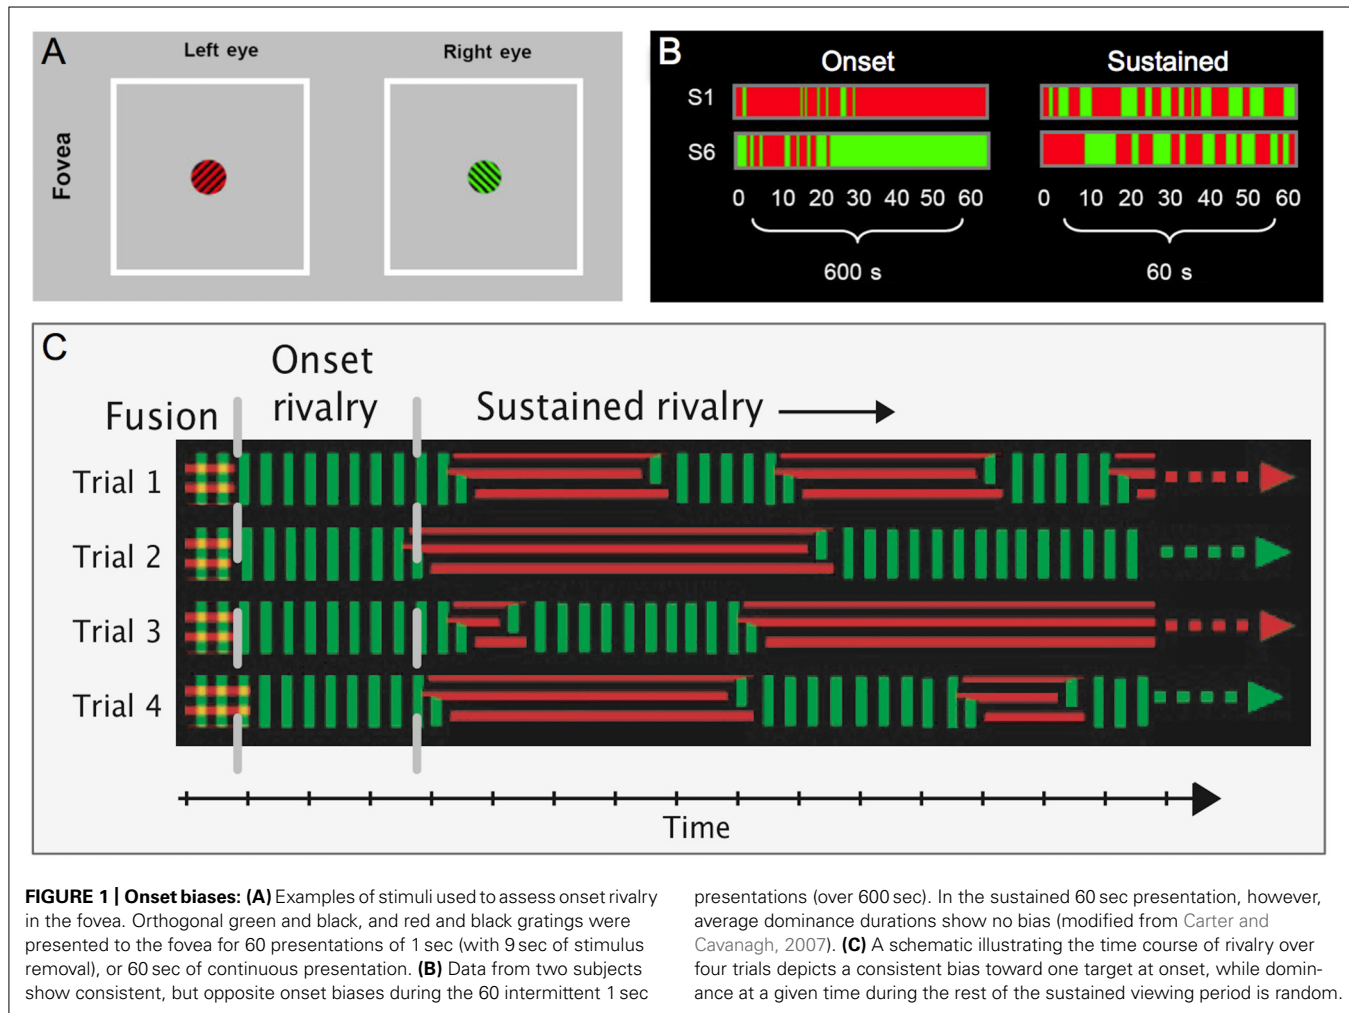 A
Left eye
Right eye
Fovea
B
Onset
Sustained
S1
S6
0 10 20 30 40 50 60
0 10 20 30 40 50 60
600 s
60 s
C
Fusion
Onset
rivalry
Sustained rivalry
Trial 1
Trial 2
Trial 3
Trial 4
Time
FIGURE 1 | Onset biases: (A) Examples of stimuli used to assess onset rivalry
in the fovea. Orthogonal green and black, and red and black gratings were
presented to the fovea for 60 presentations of 1 sec (with 9 sec of stimulus
removal), or 60 sec of continuous presentation. (B) Data from two subjects
show consistent, but opposite onset biases during the 60 intermittent 1 sec
presentations (over 600 sec). In the sustained 60 sec presentation, however,
average dominance durations show no bias (modified from Carter and
Cavanagh, 2007). (C) A schematic illustrating the time course of rivalry over
four trials depicts a consistent bias toward one target at onset, while domin-
ance at a given time during the rest of the sustained viewing period is random.